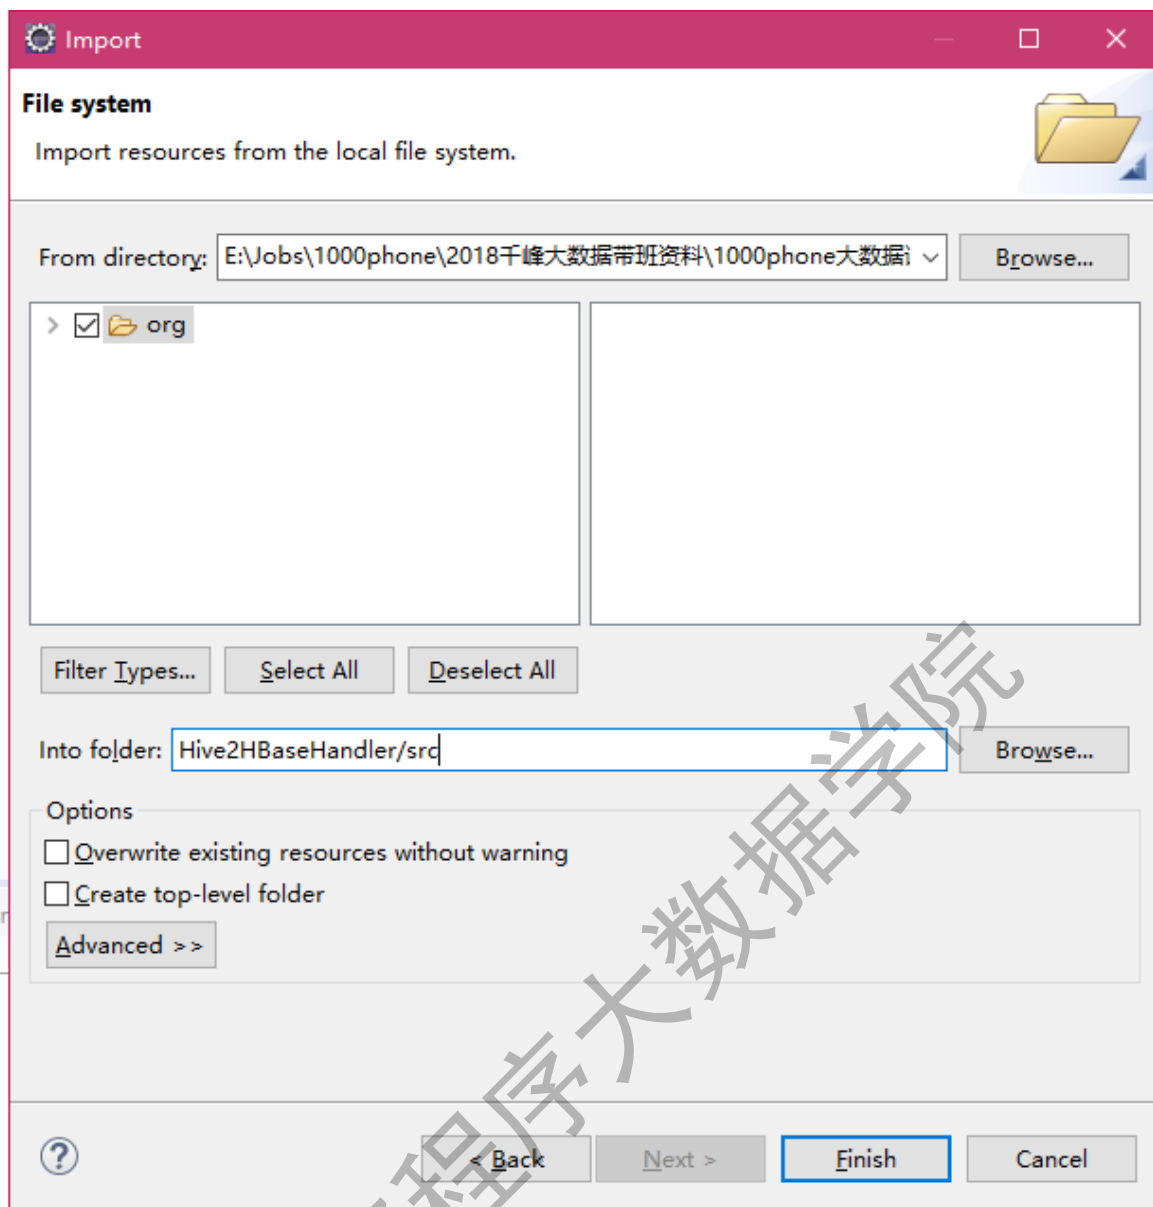 Import
File system
Import resources from the local file system.
From directory: E:\Jobs\1000phone\2018千峰大数据带班资料\1000phone大数据 Browse...
org
Filter Types... Select All Deselect All
Into folder: Hive2HBaseHandler/src Browse...
Options
Overwrite existing resources without warning
Create top-level folder
Advanced >>
< Back Next > Finish Cancel
程序大数据学院